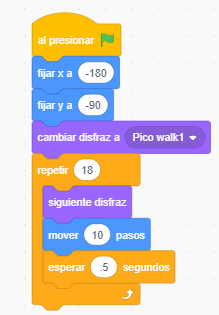 al presionar
fijar x a -180
fijar y a -90
cambiar disfraz a Pico walk1
repetir 18
siguiente disfraz
mover 10 pasos
esperar .5 segundos